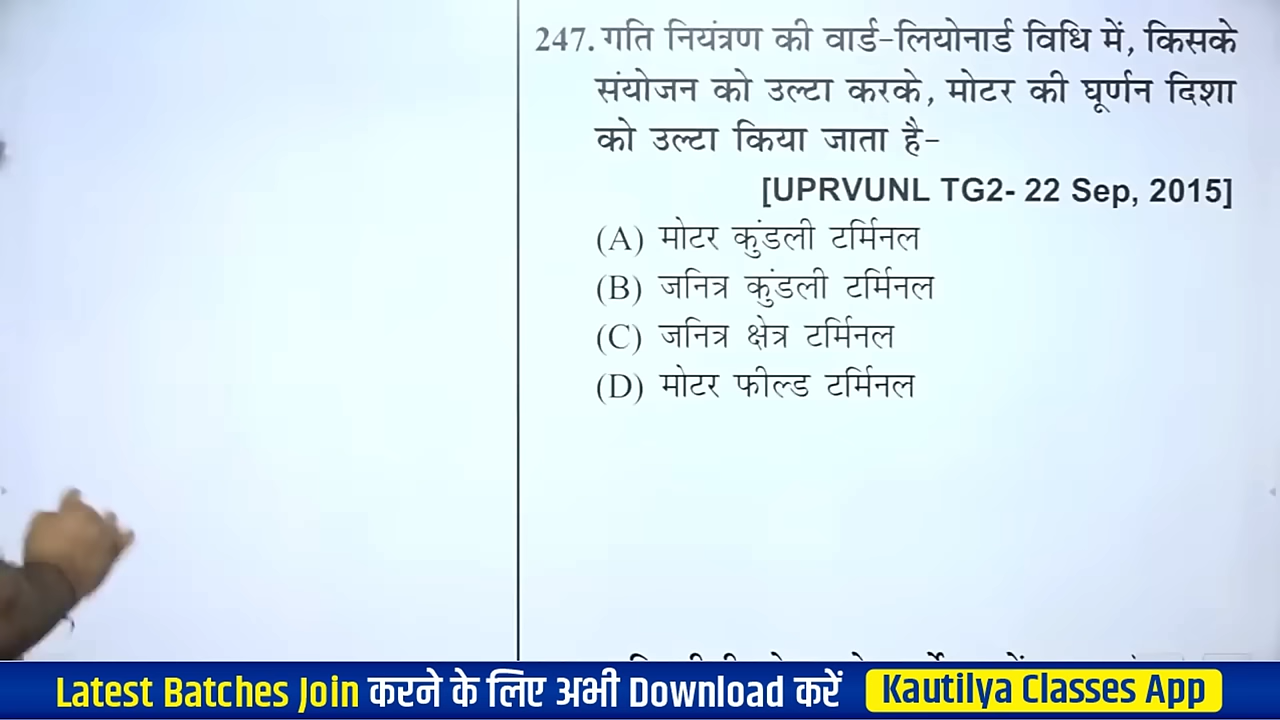 247. गति नियंत्रण की वार्ड-लियोनार्ड विधि में, किसके
संयोजन को उल्टा करके, मोटर की घूर्णन दिशा
को उल्टा किया जाता है-
[UPRVUNL TG2- 22 Sep, 2015]
(A) मोटर कुंडली टर्मिनल
(B) जनित्र कुंडली टर्मिनल
(C) जनित्र क्षेत्र टर्मिनल
(D) मोटर फील्ड टर्मिनल
Latest Batches Join करने के लिए अभी Download करें Kautilya Classes App